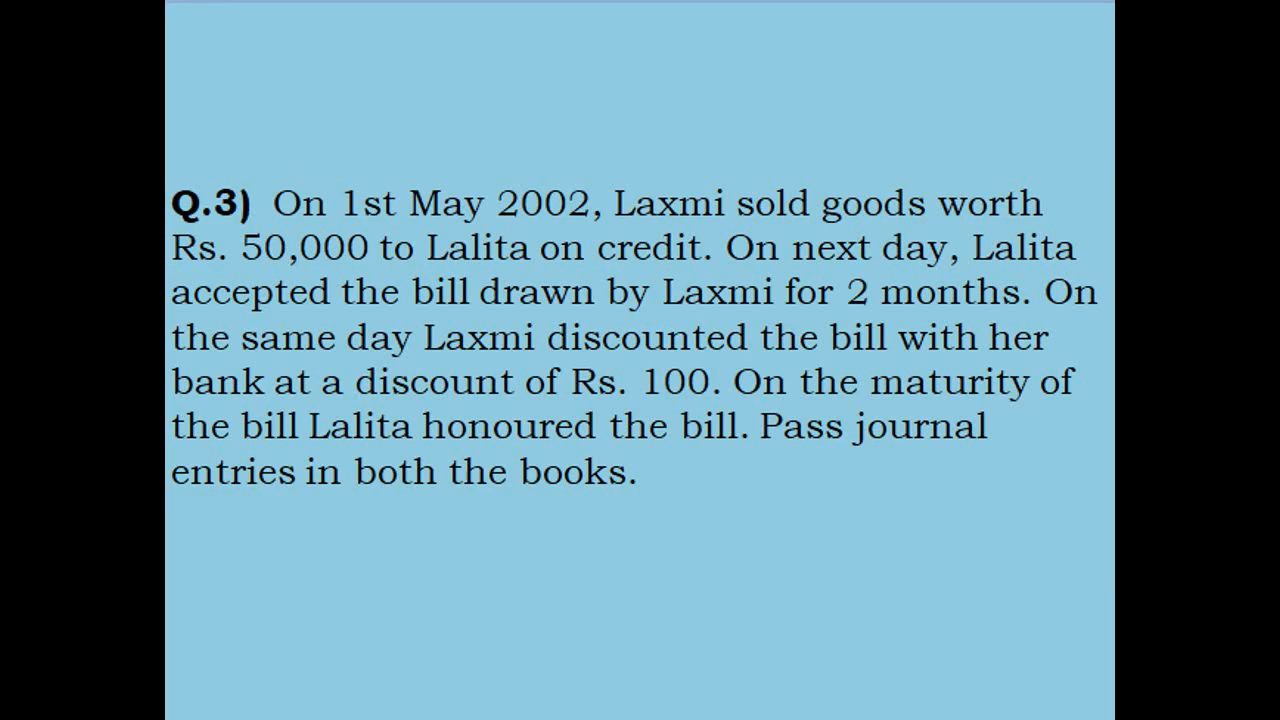 Q.3) On 1st May 2002, Laxmi sold goods worth
Rs. 50,000 to Lalita on credit. On next day, Lalita
accepted the bill drawn by Laxmi for 2 months. On
the same day Laxmi discounted the bill with her
bank at a discount of Rs. 100. On the maturity of
the bill Lalita honoured the bill. Pass journal
entries in both the books.